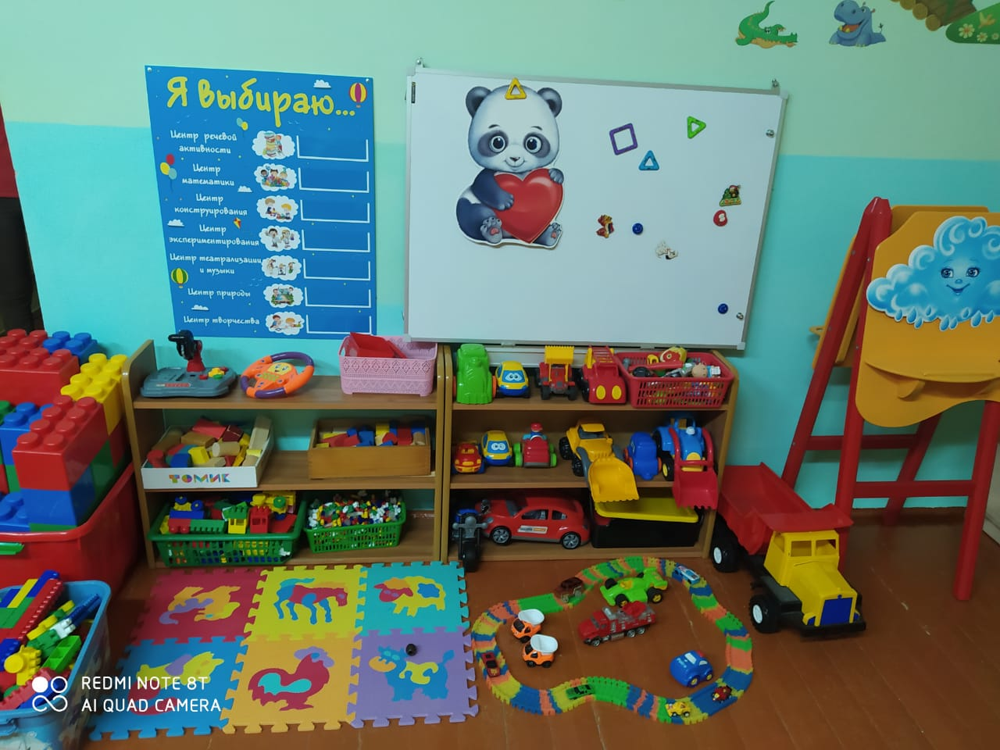 Я выбираю...
Центр речевой
активности
Центр
математики
Центр
конструирования
Центр
экспериментирования
Центр театрализации
и музыки
Центр природы
Центр творчества
ТОМИК
REDMI NOTE 8T
AI QUAD CAMERA